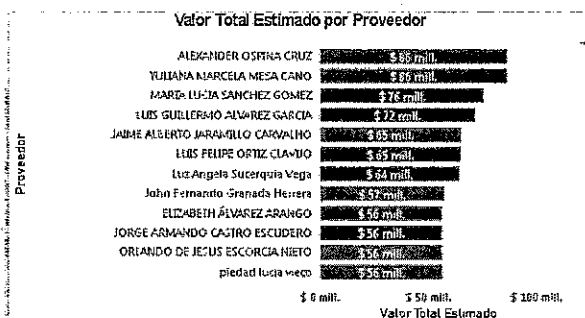 Valor Total Estimado por Proveedor
Proveedor
ALEXANDER OSPINA CRUZ $ 86 mill.
YULIANA MARCELA MESA CANO $ 86 mill.
MARIA LUCIA SANCHEZ GOMEZ $ 76 mill.
LUIS GUILLERMO ALVAREZ GARCIA $ 72 mill.
JAIME ALBERTO JARAMILLO CARVALHO $ 65 mill.
LUIS FELIPE ORTIZ CLAVIJO $ 65 mill.
Luz Angela Sucerquia Vega $ 64 mill.
John Fernando Granada Herrera $ 57 mill.
ELIZABETH ÁLVAREZ ARANGO $ 56 mill.
JORGE ARMANDO CASTRO ESCUDERO $ 56 mill.
ORLANDO DE JESUS ESCORCIA NIETO $ 56 mill.
piedad lucia $ 56 mill.
$ 0 mill. $ 50 mill. $ 100 mill.
Valor Total Estimado